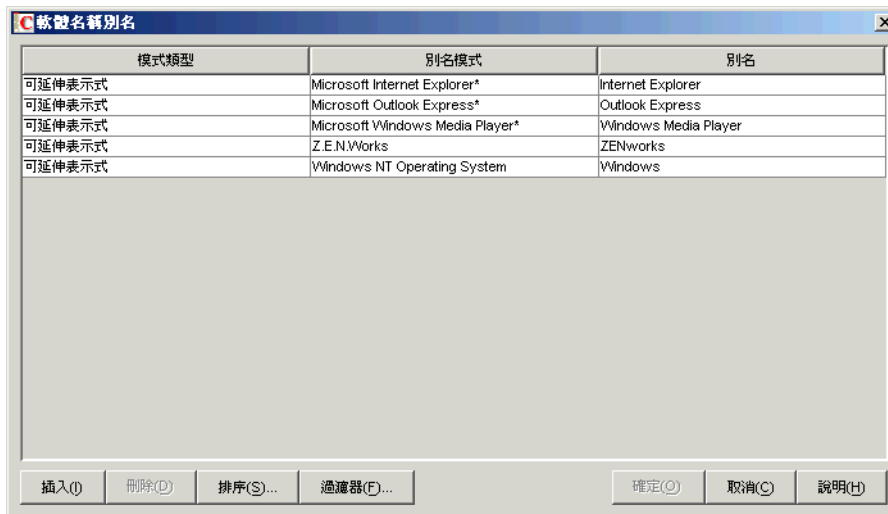 軟體名稱別名
模式類型 別名模式 別名
可延伸表示式 Microsoft Internet Explorer* Internet Explorer
可延伸表示式 Microsoft Outlook Express* Outlook Express
可延伸表示式 Microsoft Windows Media Player* Windows Media Player
可延伸表示式 Z.E.N.Works ZENworks
可延伸表示式 Windows NT Operating System Windows
插入(I) 刪除(D) 排序(S)... 過濾器(F)... 確定(O) 取消(C) 說明(H)